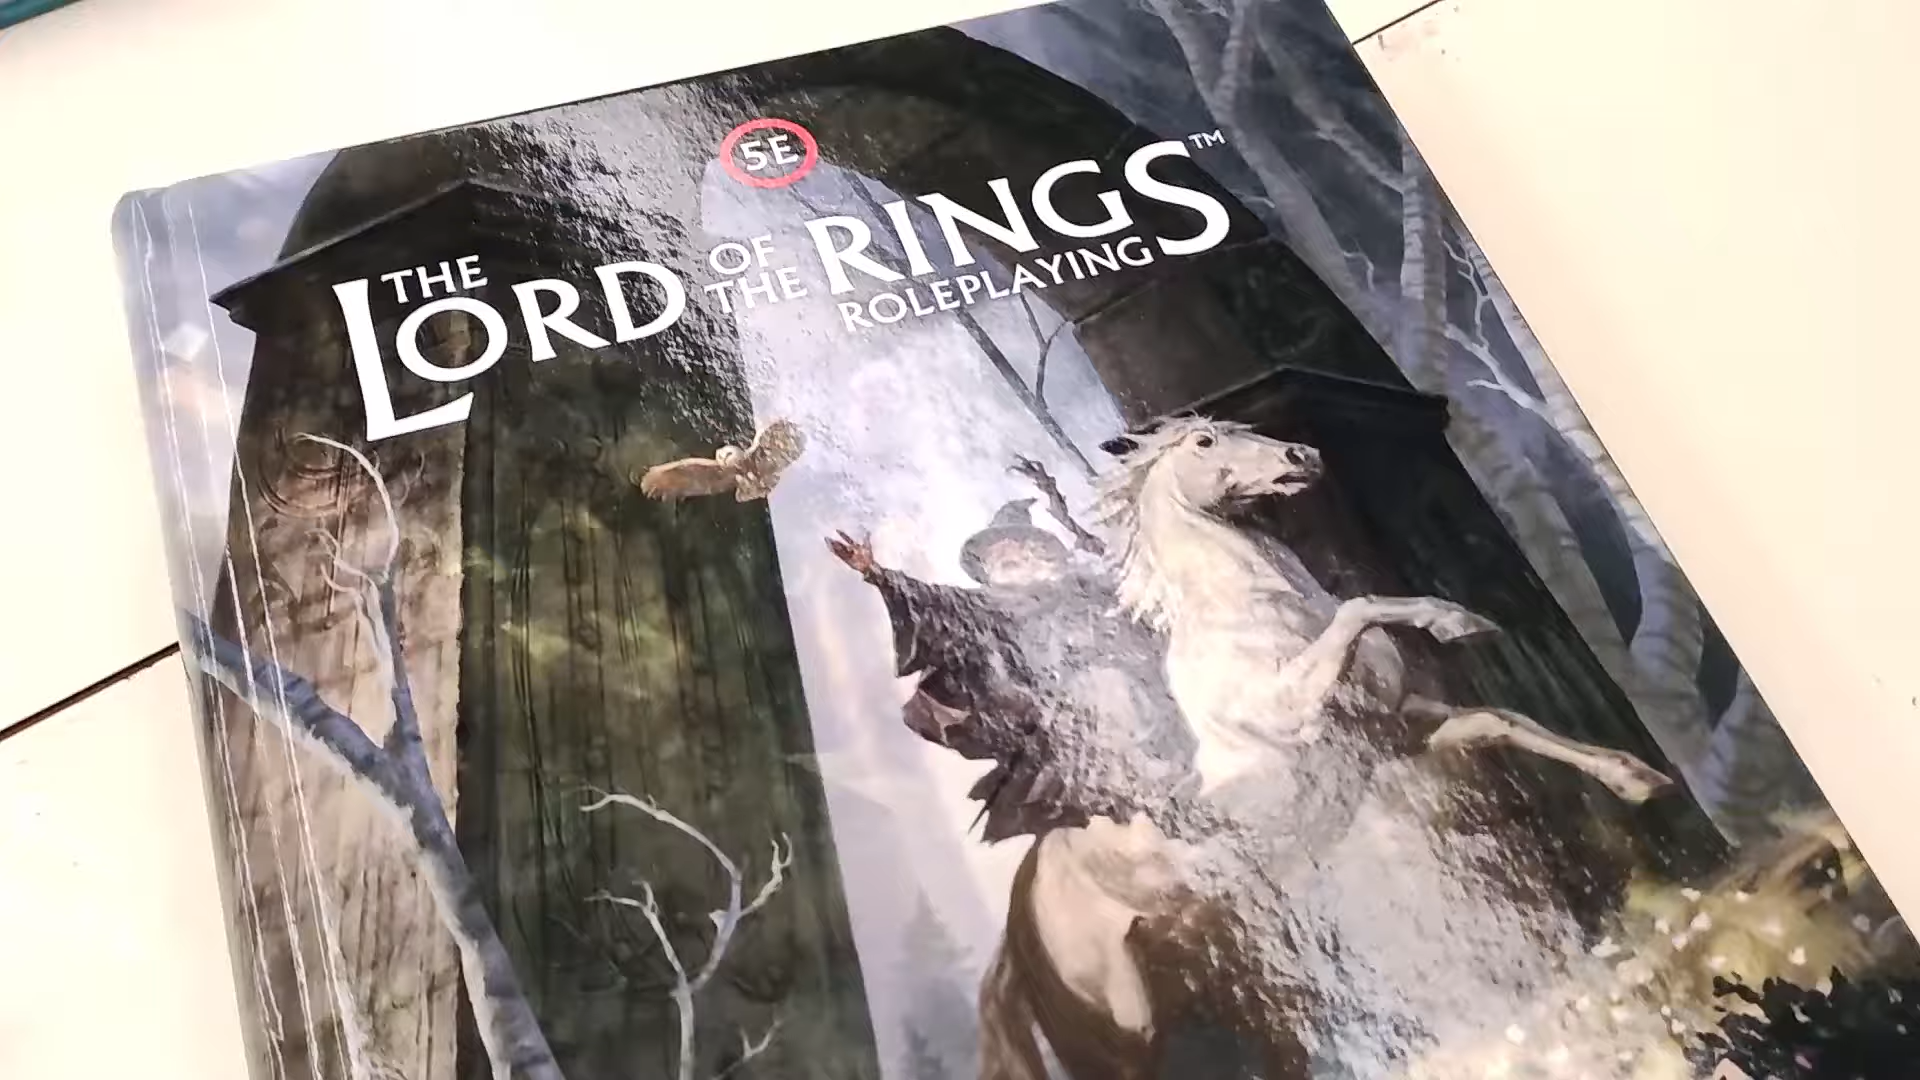 5E
THE LORD OF THE RINGS™
ROLEPLAYING